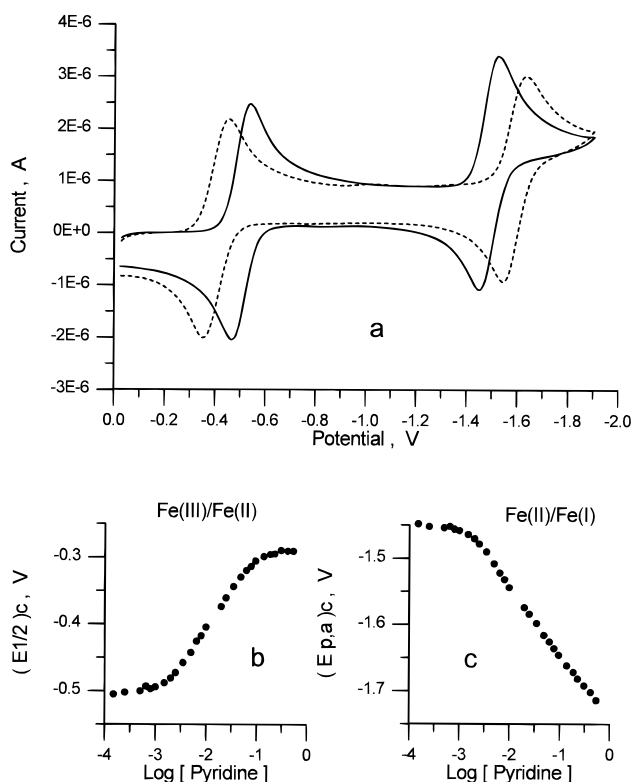 4E-6
3E-6
2E-6
1E-6
0E+0
-1E-6
-2E-6
-3E-6
Current , A
a
0.0 -0.2 -0.4 -0.6 -0.8 -1.0 -1.2 -1.4 -1.6 -1.8 -2.0
Potential , V
Fe(III)/Fe(II)
-0.3
-0.4
-0.5
( E1/2 )c , V
b
-4 -3 -2 -1 0
Log [ Pyridine ]
Fe(II)/Fe(I)
-1.5
-1.6
-1.7
( E p,a )c , V
c
-4 -3 -2 -1 0
Log [ Pyridine ]